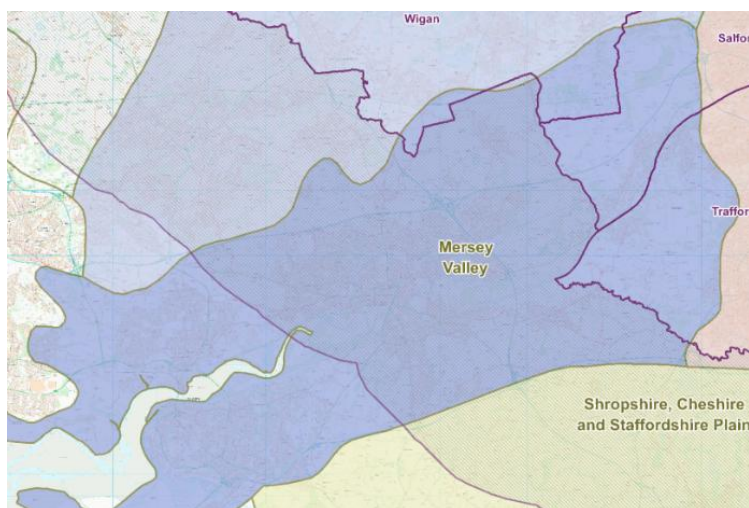 Wigan
Salfor
Traffor
Mersey
Valley
Shropshire, Cheshire
and Staffordshire Plain